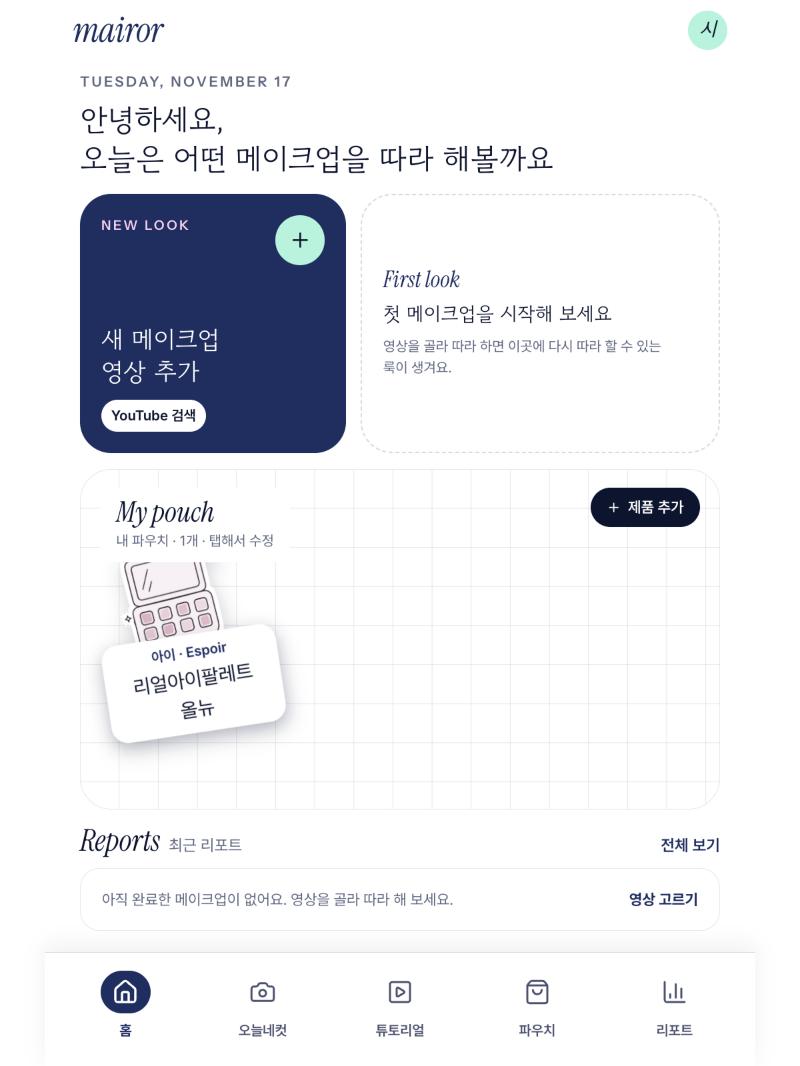 mairor
시
TUESDAY, NOVEMBER 17
안녕하세요,
오늘은 어떤 메이크업을 따라 해볼까요
NEW LOOK
새 메이크업
영상 추가
YouTube 검색
First look
첫 메이크업을 시작해 보세요
영상을 골라 따라 하면 이곳에 다시 따라 할 수 있는
룩이 생겨요.
My pouch
내 파우치 · 1개 · 탭해서 수정
+ 제품 추가
아이 · Espoir
리얼아이팔레트
올뉴
Reports 최근 리포트
전체 보기
아직 완료한 메이크업이 없어요. 영상을 골라 따라 해 보세요.
영상 고르기
홈
오늘네컷
튜토리얼
파우치
리포트